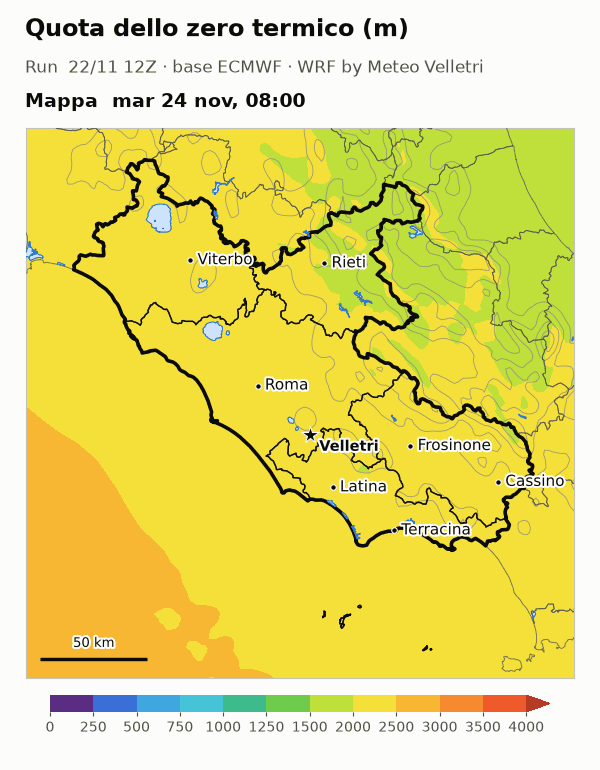 Quota dello zero termico (m)
Run  22/11 12Z · base ECMWF · WRF by Meteo Velletri
Mappa  mar 24 nov, 08:00
Viterbo
Rieti
Roma
Velletri
Frosinone
Latina
Cassino
Terracina
50 km
0 250 500 750 1000 1250 1500 2000 2500 3000 3500 4000